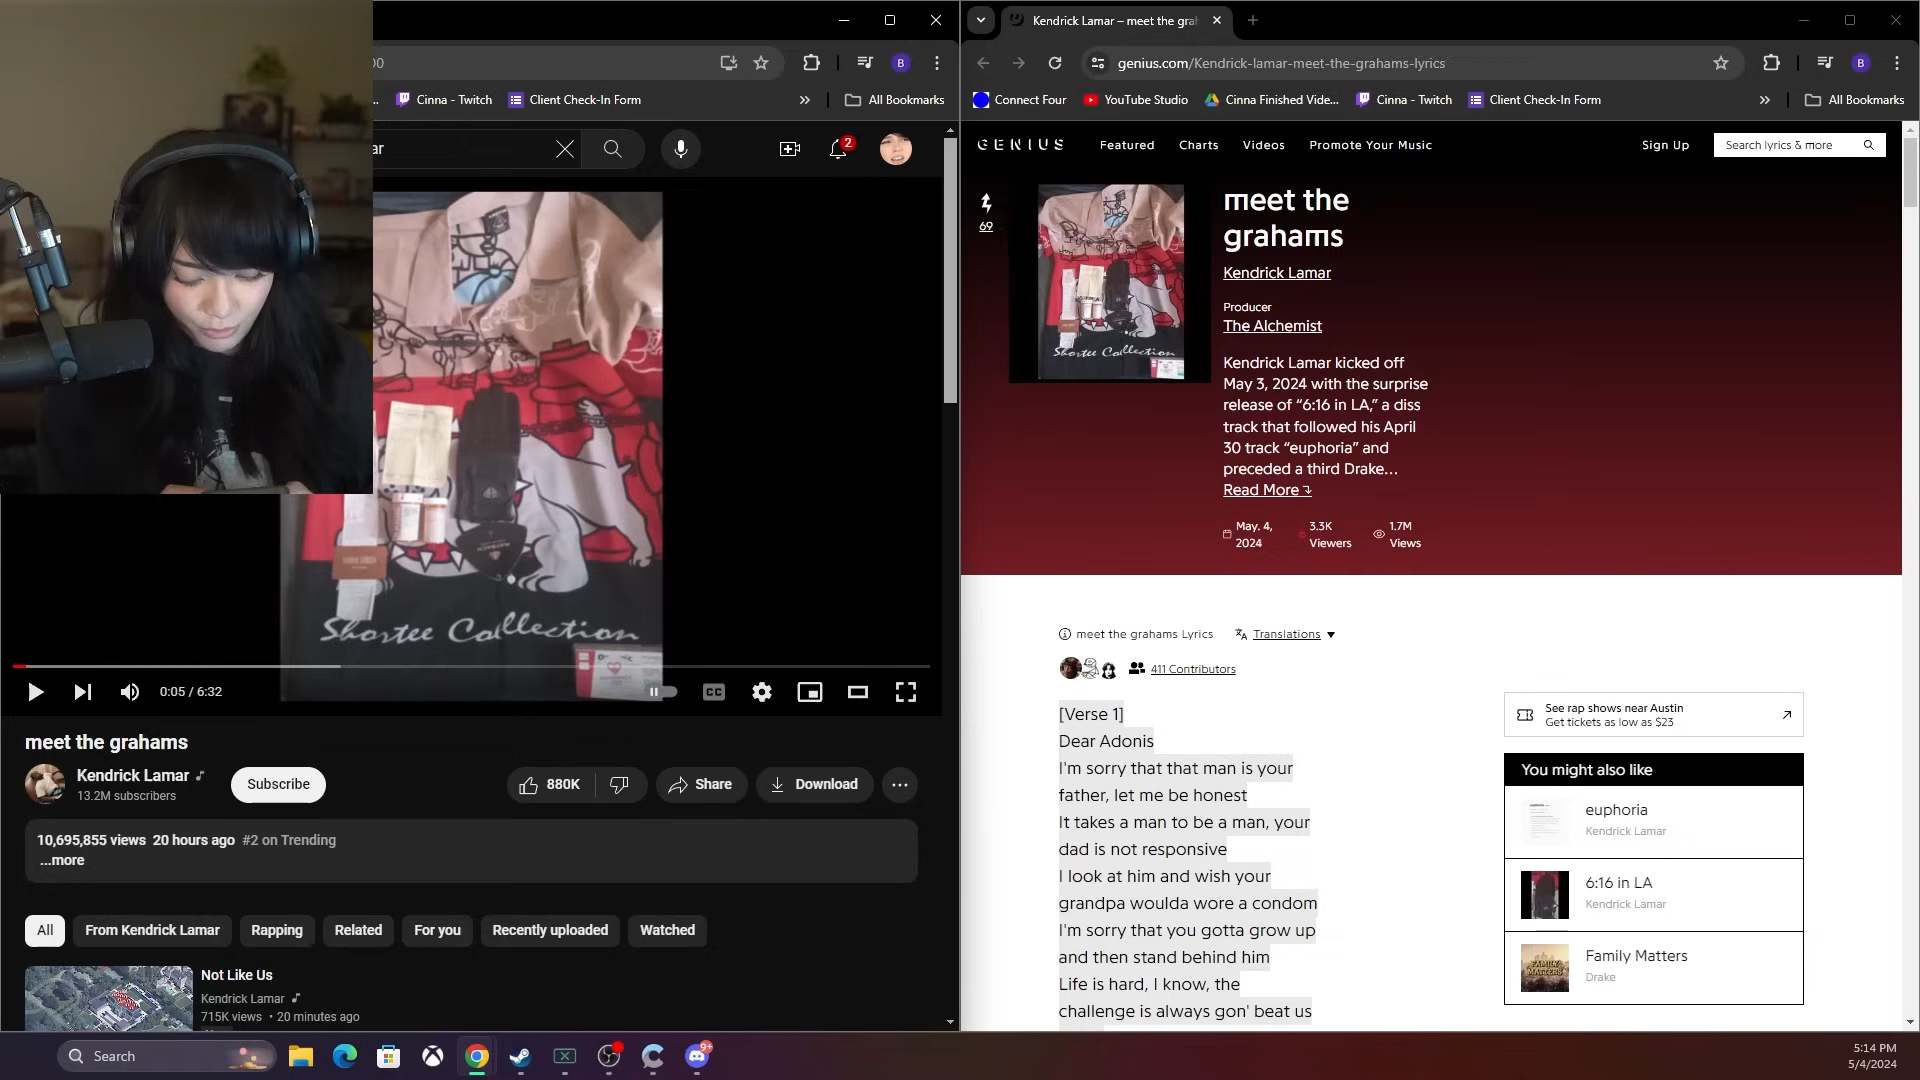 00
Cinna - Twitch
Client Check-In Form
»
All Bookmarks
B
ar
2
Shortee Collection
0:05 / 6:32
CC
meet the grahams
Kendrick Lamar
13.2M subscribers
Subscribe
880K
Share
Download
10,695,855 views 20 hours ago #2 on Trending
...more
All
From Kendrick Lamar
Rapping
Related
For you
Recently uploaded
Watched
Not Like Us
Kendrick Lamar
715K views • 20 minutes ago
Kendrick Lamar – meet the gra
genius.com/Kendrick-lamar-meet-the-grahams-lyrics
B
Connect Four
YouTube Studio
Cinna Finished Vide...
Cinna - Twitch
Client Check-In Form
»
All Bookmarks
GENIUS
Featured
Charts
Videos
Promote Your Music
Sign Up
Search lyrics & more
69
Shortee Collection
meet the
grahams
Kendrick Lamar
Producer
The Alchemist
Kendrick Lamar kicked off
May 3, 2024 with the surprise
release of “6:16 in LA,” a diss
track that followed his April
30 track “euphoria” and
preceded a third Drake…
Read More
May. 4,
2024
3.3K
Viewers
1.7M
Views
meet the grahams Lyrics
Translations
411 Contributors
[Verse 1]
Dear Adonis
I'm sorry that that man is your
father, let me be honest
It takes a man to be a man, your
dad is not responsive
I look at him and wish your
grandpa woulda wore a condom
I'm sorry that you gotta grow up
and then stand behind him
Life is hard, I know, the
challenge is always gon' beat us
See rap shows near Austin
Get tickets as low as $23
You might also like
euphoria
Kendrick Lamar
6:16 in LA
Kendrick Lamar
FAMILY
MATTERS
Family Matters
Drake
Search
9+
5:14 PM
5/4/2024